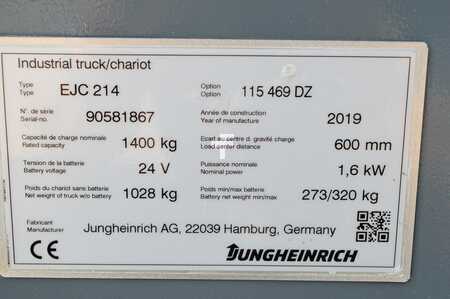 Industrial truck/chariot
Type
Type EJC 214 Option
Option 115 469 DZ
N°. de série
Serial-no. 90581867 Année de construction
Year of manufacture 2019
Capacité de charge nominale
Rated capacity 1400 kg Ecart au centre d. gravité charge
Load center distance 600 mm
Tension de la batterie
Battery voltage 24 V Puissance nominale
Nominal power 1,6 kW
Poids du chariot sans batterie
Net weight of truck w/o battery 1028 kg Poids min/max batterie
Battery net weight min/max 273/320 kg
Fabricant
Manufacturer Jungheinrich AG, 22039 Hamburg, Germany
CE JUNGHEINRICH